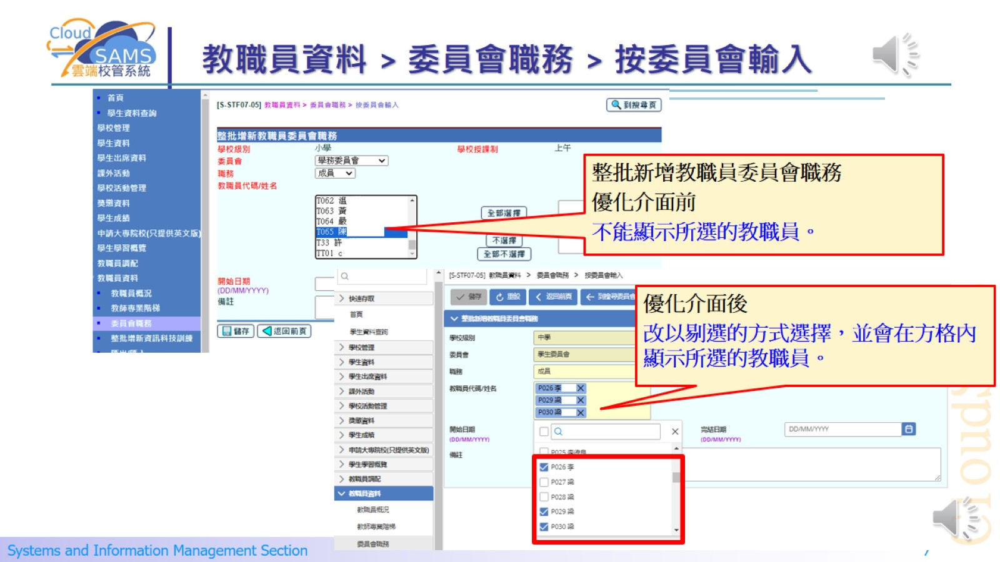 Cloud
SAMS
雲端校管系統
教職員資料 > 委員會職務 > 按委員會輸入
首頁
學生資料查詢
學校管理
學生資料
學生出席資料
課外活動
學校活動管理
獎懲資料
學生成績
申請大專院校(只提供英文版)
學生學習概覽
教職員調配
教職員資料
教職員概況
教師專業階梯
委員會職務
整批增新資訊科技訓練
[S-STF07-05] 教職員資料 > 委員會職務 > 按委員會輸入
到搜尋頁
整批增新教職員委員會職務
學校級別 小學 學校授課制 上午
委員會 學務委員會
職務 成員
教職員代碼/姓名
T062 溫
T063 黃
T064 嚴
T065 陳
T33 許
TT01 c
全部選擇
不選擇
全部不選擇
開始日期
(DD/MM/YYYY)
備註
儲存 返回前頁
整批新增教職員委員會職務
優化介面前
不能顯示所選的教職員。
快速存取
首頁
學生資料查詢
學校管理
學生資料
學生出席資料
課外活動
學校活動管理
獎懲資料
學生成績
申請大專院校(只提供英文版)
學生學習概覽
教職員調配
教職員資料
教職員概況
教師專業階梯
委員會職務
[S-STF07-05] 教職員資料 > 委員會職務 > 按委員會輸入
儲存 重設 返回前頁 到搜尋委員會
整批新增教職員委員會職務
學校級別 中學
委員會 學生委員會
職務 成員
教職員代碼/姓名
P026 李
P029 梁
P030 梁
開始日期
(DD/MM/YYYY)
完結日期
(DD/MM/YYYY)
DD/MM/YYYY
備註
P025
P026 李
P027 梁
P028 梁
P029 梁
P030 梁
優化介面後
改以剔選的方式選擇，並會在方格內
顯示所選的教職員。
Systems and Information Management Section
7